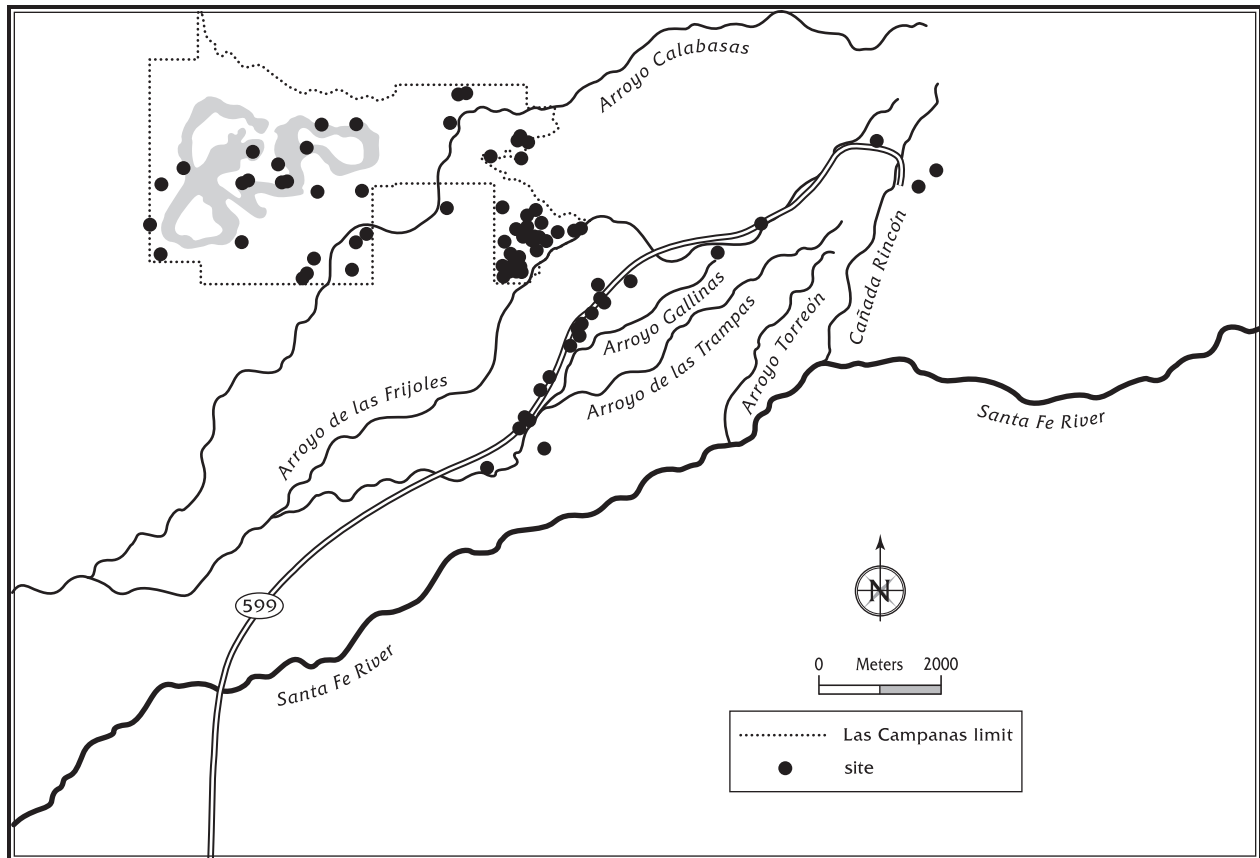 Arroyo Calabasas
Cañada Rincón
Arroyo Gallinas
Arroyo de las Trampas
Arroyo Torreón
Arroyo de las Frijoles
Santa Fe River
599
Santa Fe River
N
0 Meters 2000
Las Campanas limit
site